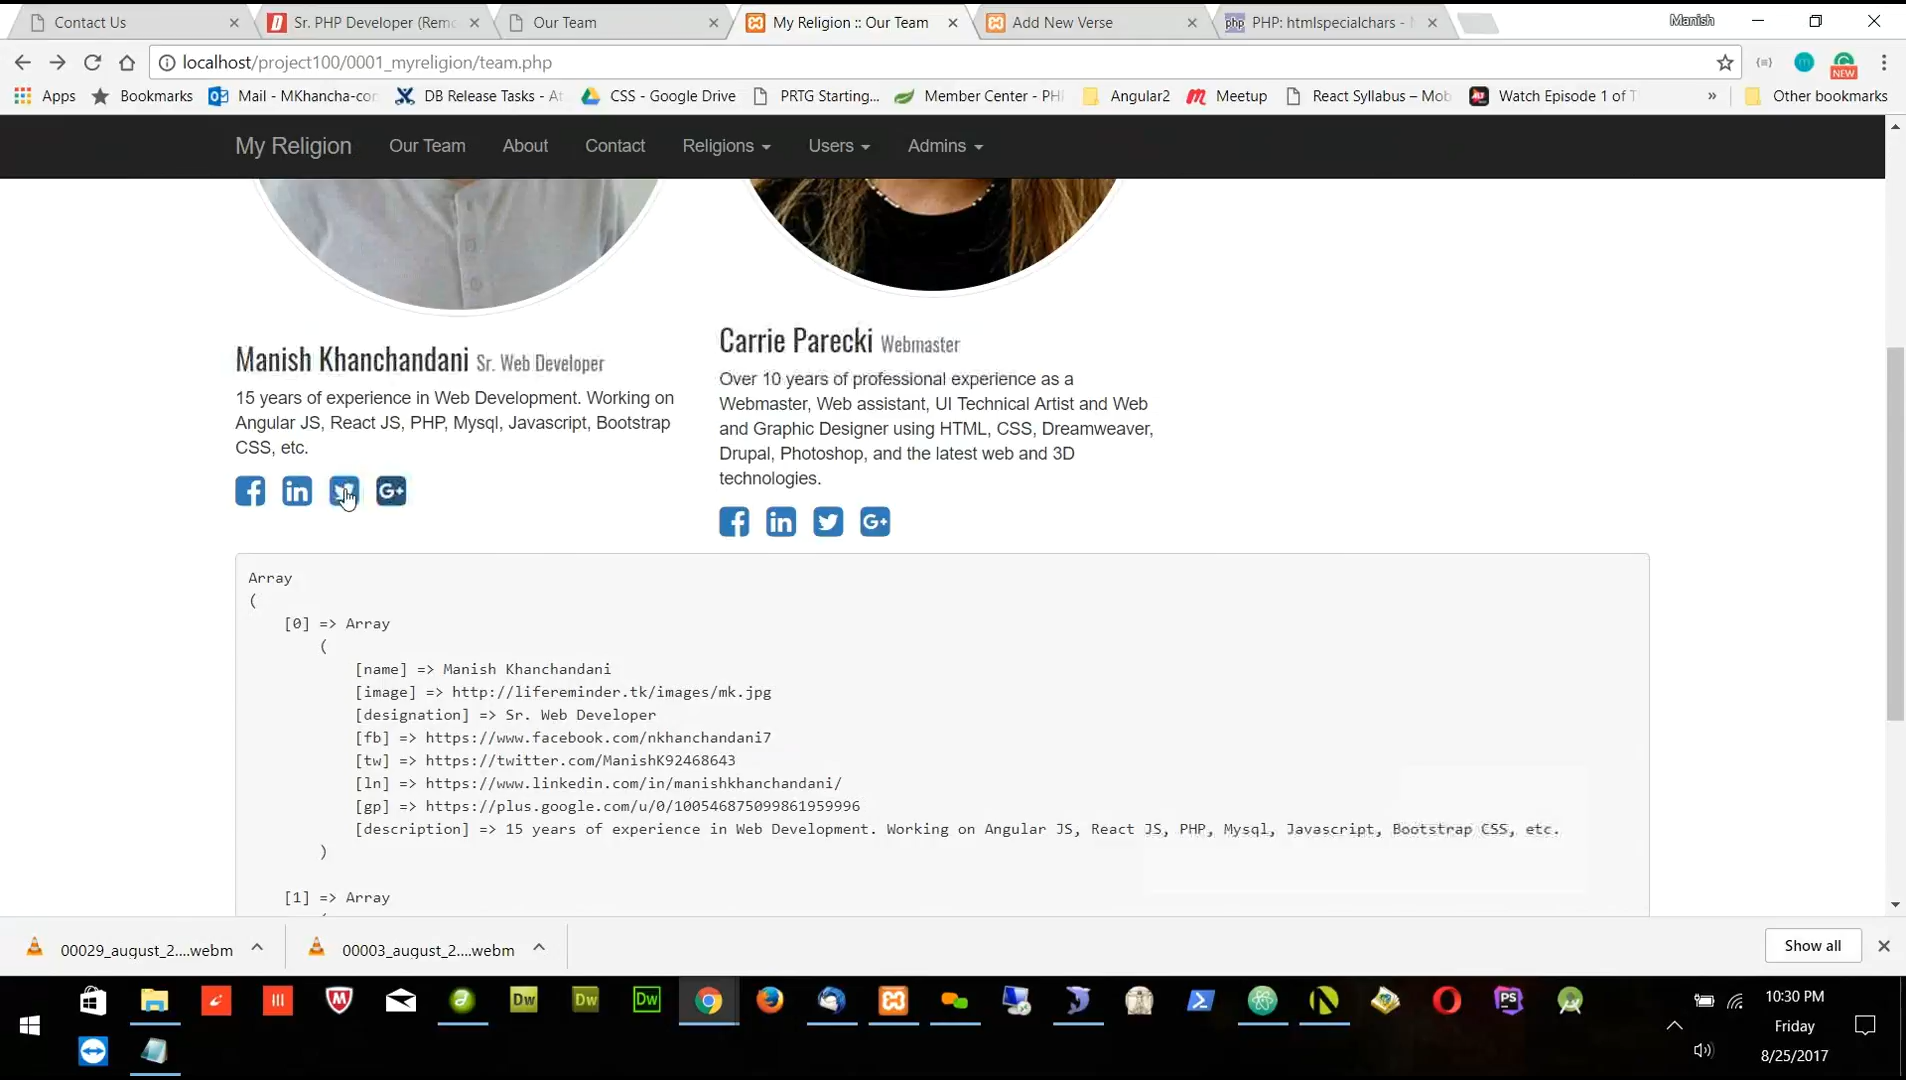 Contact Us
Sr. PHP Developer (Remo
Our Team
My Religion :: Our Team
Add New Verse
PHP: htmlspecialchars -
Manish
localhost/project100/0001_myreligion/team.php
Apps
Bookmarks
Mail - MKhancha-con
DB Release Tasks - At
CSS - Google Drive
PRTG Starting...
Member Center - PHI
Angular2
Meetup
React Syllabus – Mob
Watch Episode 1 of T
»
Other bookmarks
NEW
My Religion
Our Team
About
Contact
Religions
Users
Admins
Manish Khanchandani Sr. Web Developer
15 years of experience in Web Development. Working on
Angular JS, React JS, PHP, Mysql, Javascript, Bootstrap
CSS, etc.
Carrie Parecki Webmaster
Over 10 years of professional experience as a
Webmaster, Web assistant, UI Technical Artist and Web
and Graphic Designer using HTML, CSS, Dreamweaver,
Drupal, Photoshop, and the latest web and 3D
technologies.
Array
(
[0] => Array
(
[name] => Manish Khanchandani
[image] => http://lifereminder.tk/images/mk.jpg
[designation] => Sr. Web Developer
[fb] => https://www.facebook.com/nkhanchandani7
[tw] => https://twitter.com/ManishK92468643
[ln] => https://www.linkedin.com/in/manishkhanchandani/
[gp] => https://plus.google.com/u/0/100546875099861959996
[description] => 15 years of experience in Web Development. Working on Angular JS, React JS, PHP, Mysql, Javascript, Bootstrap CSS, etc.
)
[1] => Array
00029_august_2....webm
00003_august_2....webm
Show all
Dw
Dw
Dw
PS
10:30 PM
Friday
8/25/2017